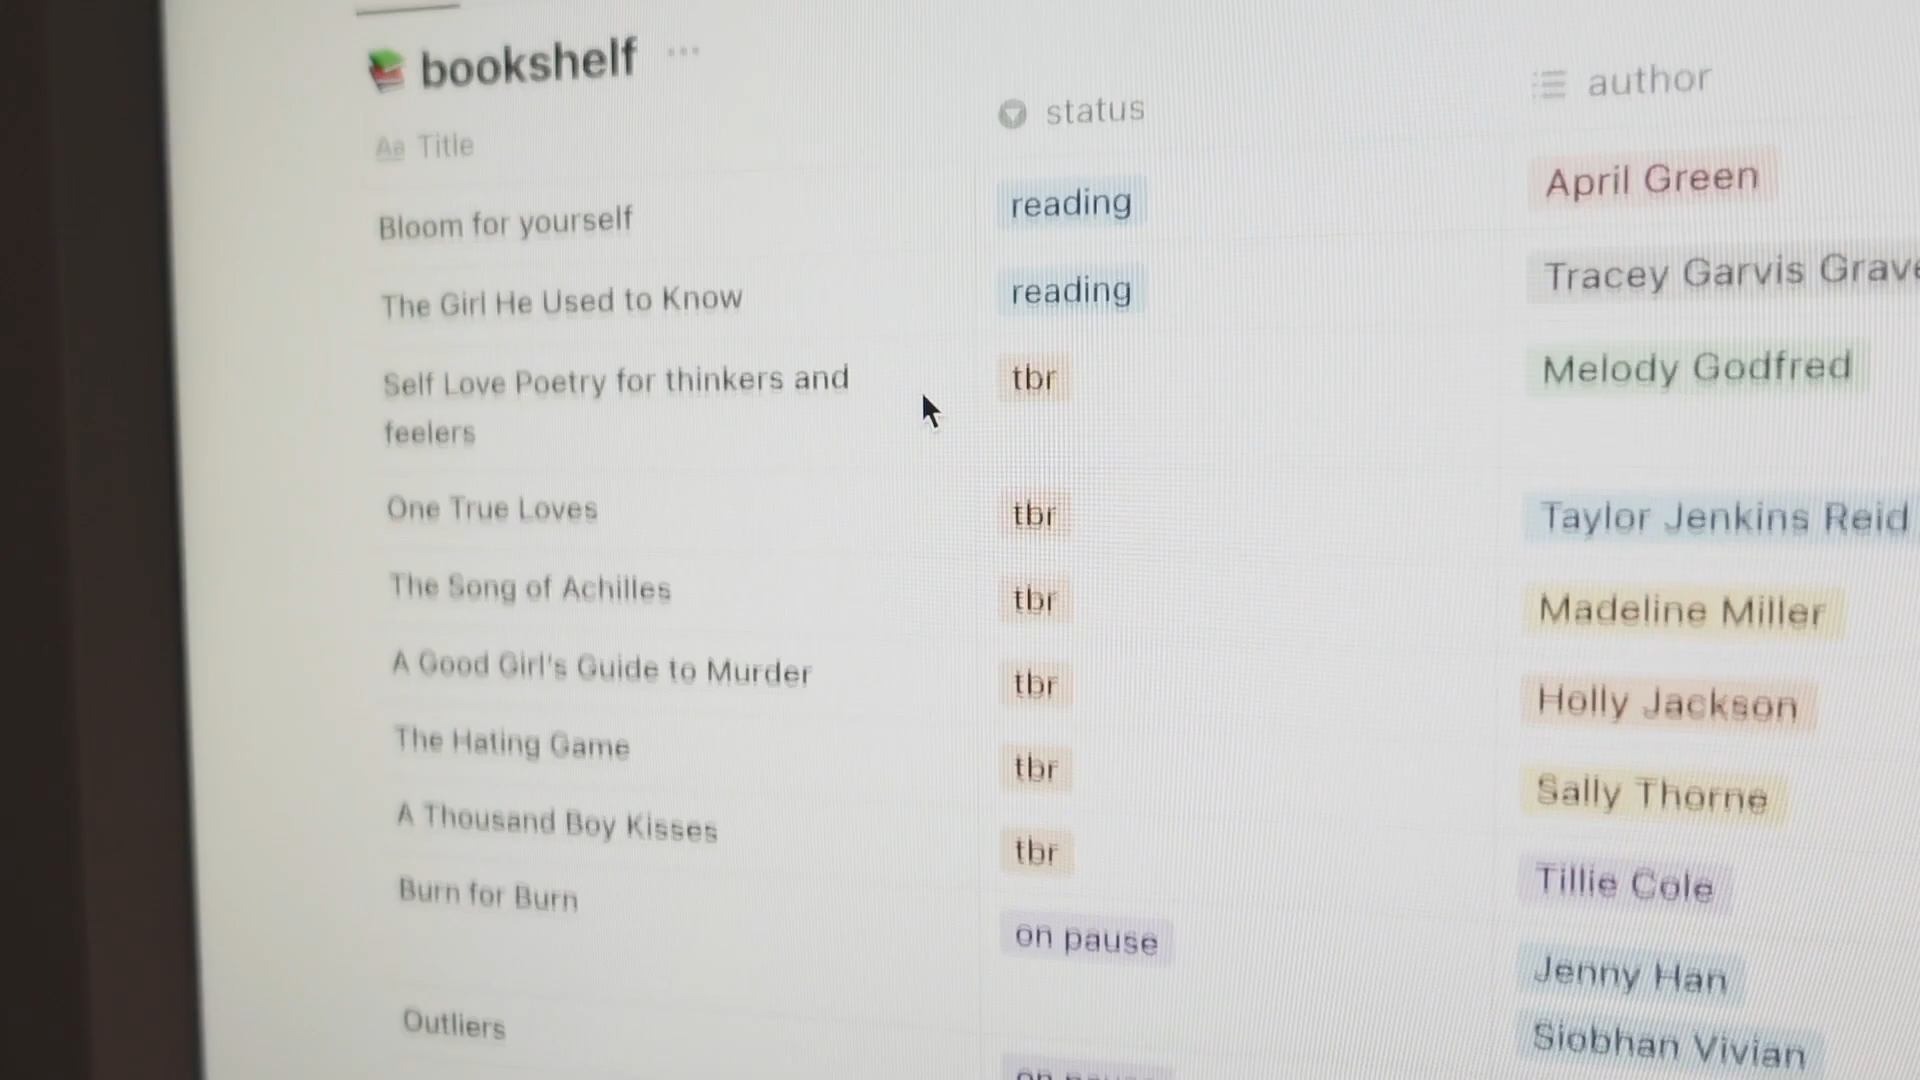 📚 bookshelf ...
Aa Title status author
Bloom for yourself reading April Green
The Girl He Used to Know reading Tracey Garvis Grave
Self Love Poetry for thinkers and tbr Melody Godfred
feelers
One True Loves tbr Taylor Jenkins Reid
The Song of Achilles tbr Madeline Miller
A Good Girl's Guide to Murder tbr Holly Jackson
The Hating Game tbr Sally Thorne
A Thousand Boy Kisses tbr Tillie Cole
Burn for Burn on pause Jenny Han
Siobhan Vivian
Outliers